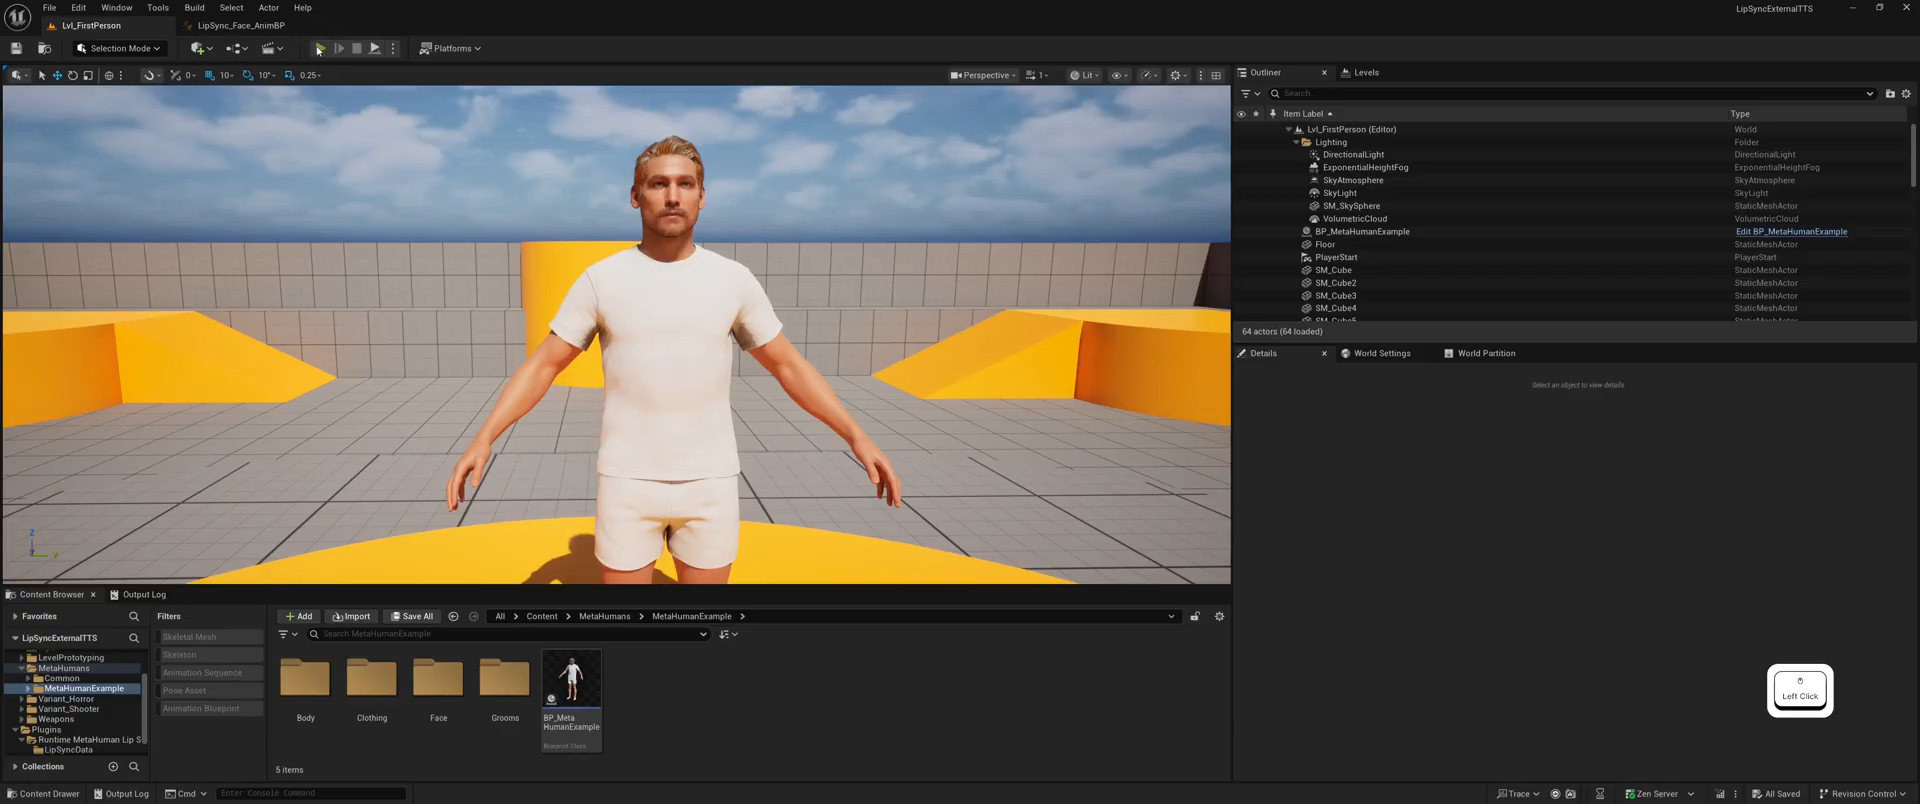 File Edit Window Tools Build Select Actor Help
LipSyncExternalTTS
Lvl_FirstPerson
LipSync_Face_AnimBP
Selection Mode
Platforms
0
10
10°
0.25
Perspective
1
Lit
Outliner
Levels
Search...
Item Label
Type
Lvl_FirstPerson (Editor)
World
Lighting
Folder
DirectionalLight
DirectionalLight
ExponentialHeightFog
ExponentialHeightFog
SkyAtmosphere
SkyAtmosphere
SkyLight
SkyLight
SM_SkySphere
StaticMeshActor
VolumetricCloud
VolumetricCloud
BP_MetaHumanExample
Edit BP_MetaHumanExample
Floor
StaticMeshActor
PlayerStart
PlayerStart
SM_Cube
StaticMeshActor
SM_Cube2
StaticMeshActor
SM_Cube3
StaticMeshActor
SM_Cube4
StaticMeshActor
SM_Cube5
StaticMeshActor
64 actors (64 loaded)
Details
World Settings
World Partition
Select an object to view details.
Z
Y
Content Browser
Output Log
Favorites
Filters
Add
Import
Save All
All > Content > MetaHumans > MetaHumanExample >
LipSyncExternalTTS
Skeletal Mesh
Search MetaHumanExample
LevelPrototyping
Skeleton
MetaHumans
Animation Sequence
Common
MetaHumanExample
Pose Asset
Variant_Horror
Variant_Shooter
Animation Blueprint
Weapons
Plugins
Runtime MetaHuman Lip S
LipSyncData
Body
Clothing
Face
Grooms
BP_Meta
HumanExample
Blueprint Class
Left Click
Collections
5 items
Content Drawer
Output Log
Cmd
Enter Console Command
Trace
Zen Server
All Saved
Revision Control